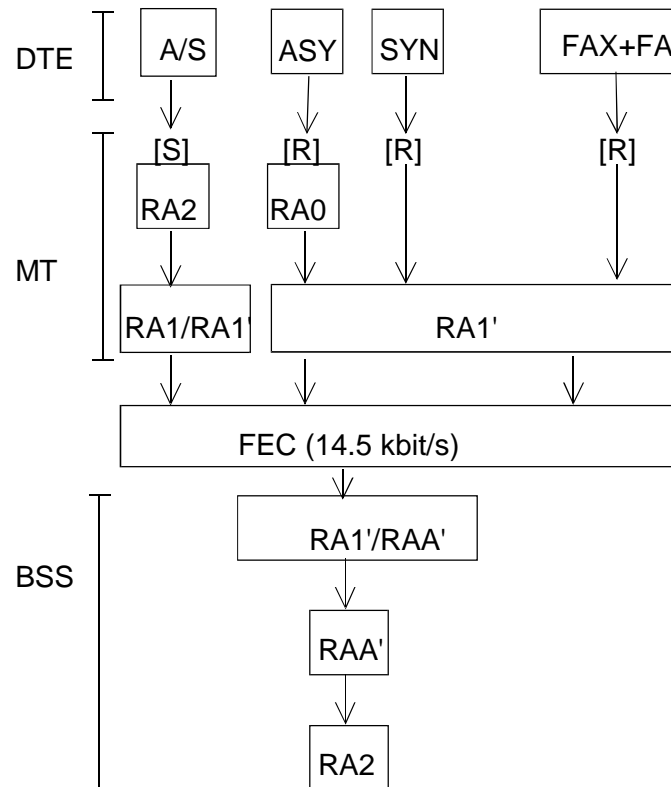 DTE
A/S ASY SYN FAX+FA
[S] [R] [R] [R]
RA2 RA0
MT
RA1/RA1' RA1'
FEC (14.5 kbit/s)
RA1'/RAA'
BSS
RAA'
RA2